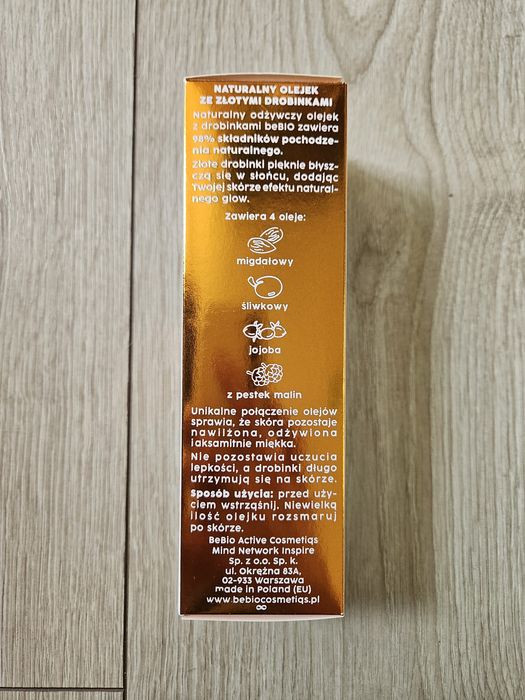 NATURALNY OLEJEK
ZE ZŁOTYMI DROBINKAMI
Naturalny odżywczy olejek
z drobinkami beBIO zawiera
98% składników pochodze-
nia naturalnego.
Złote drobinki pięknie błysz-
czą się w słońcu, dodając
Twojej skórze efektu natural-
nego glow.
Zawiera 4 oleje:
migdałowy
śliwkowy
jojoba
z pestek malin
Unikalne połączenie olejów
sprawia, że skóra pozostaje
nawilżona, odżywiona
i aksamitnie miękka.
Nie pozostawia uczucia
lepkości, a drobinki długo
utrzymują się na skórze.
Sposób użycia: przed uży-
ciem wstrząśnij. Niewielką
ilość olejku rozsmaruj
po skórze.
BeBio Active Cosmetiqs
Mind Network Inspire
Sp. z o.o. Sp. k.
ul. Okrężna 83A,
02-933 Warszawa
made in Poland (EU)
www.bebiocosmetiqs.pl